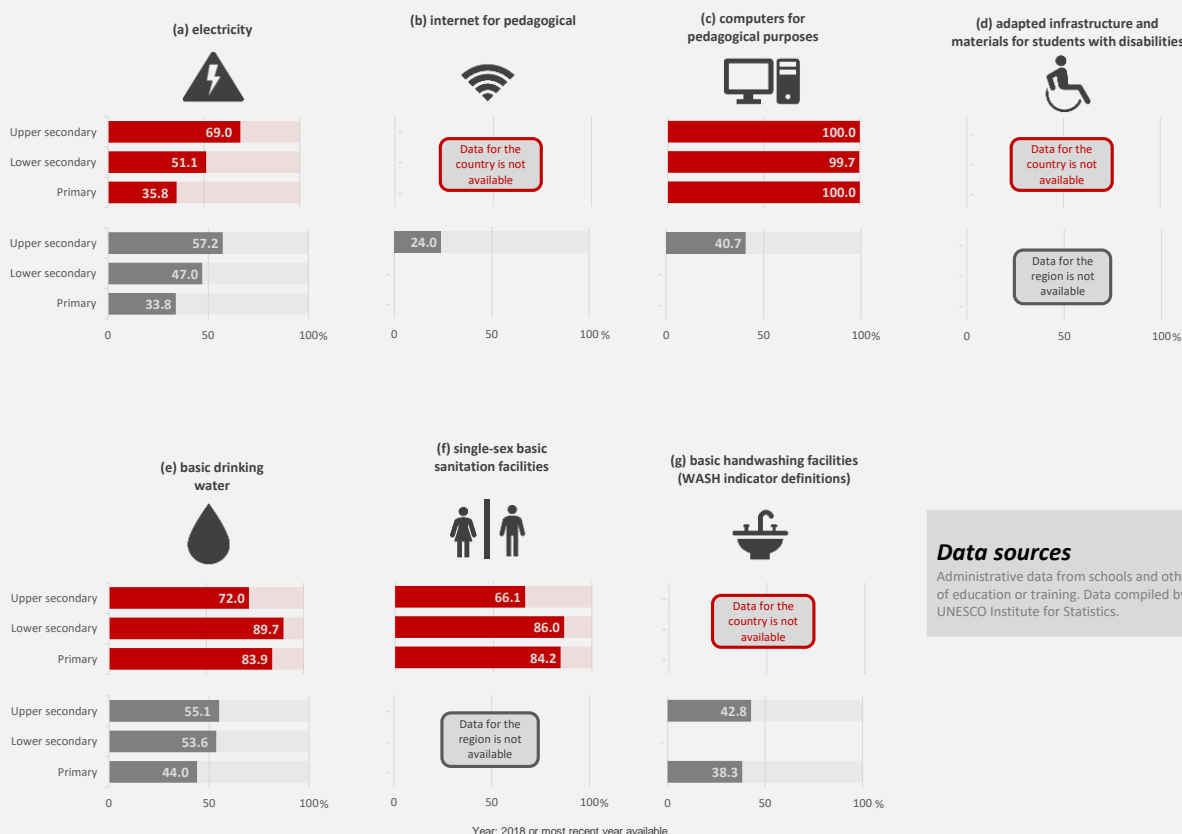 (a) electricity
(b) internet for pedagogical
(c) computers for
pedagogical purposes
(d) adapted infrastructure and
materials for students with disabilities
Upper secondary
69.0
Lower secondary
51.1
Primary
35.8
Data for the
country is not
available
100.0
99.7
100.0
Data for the
country is not
available
Upper secondary
57.2
Lower secondary
47.0
Primary
33.8
24.0
40.7
Data for the
region is not
available
0 50 100%
0 50 100%
0 50 100%
0 50 100%
(e) basic drinking
water
(f) single-sex basic
sanitation facilities
(g) basic handwashing facilities
(WASH indicator definitions)
Upper secondary
72.0
Lower secondary
89.7
Primary
83.9
66.1
86.0
84.2
Data for the
country is not
available
Data sources
Administrative data from schools and oth
of education or training. Data compiled by
UNESCO Institute for Statistics.
Upper secondary
55.1
Lower secondary
53.6
Primary
44.0
Data for the
region is not
available
42.8
38.3
0 50 100%
0 50 100%
0 50 100%
Year: 2018 or most recent year available